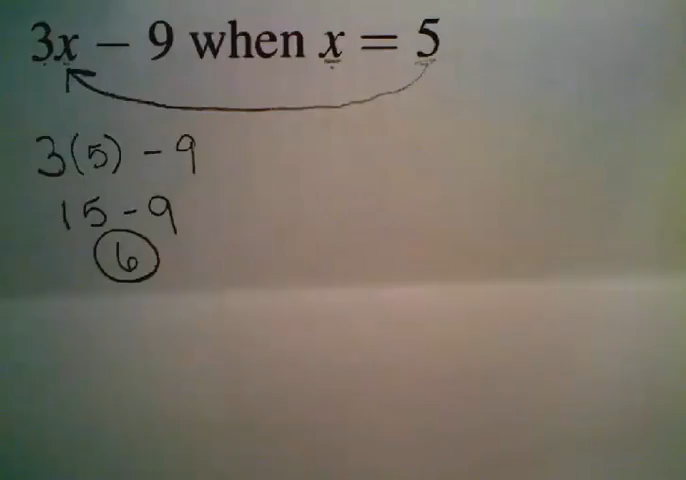 3x − 9 when x = 5
3(5) - 9
15 - 9
6